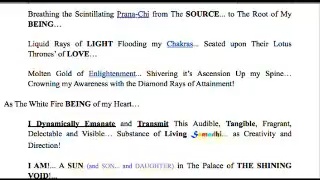 Breathing the Scintillating Prana-Chi from The SOURCE... to The Root of My
BEING…
Liquid Rays of LIGHT Flooding my Chakras... Seated upon Their Lotus
Thrones' of LOVE…
Molten Gold of Enlightenment... Shivering it's Ascension Up my Spine…
Crowning my Awareness with the Diamond Rays of Attainment!
As The White Fire BEING of my Heart…
I Dynamically Emanate and Transmit This Audible, Tangible, Fragrant,
Delectable and Visible… Substance of Living Samadhi... as Creativity and
Direction!
I AM!... A SUN (and SON... and DAUGHTER) in The Palace of THE SHINING
VOID!...